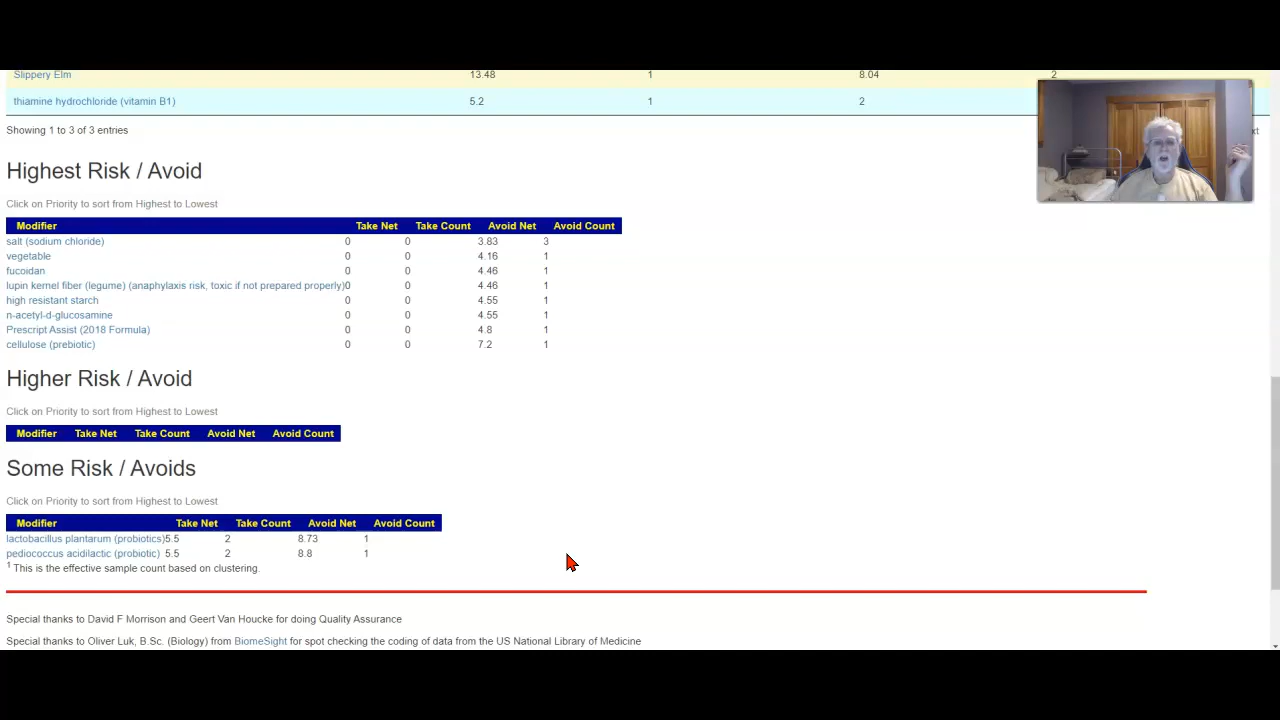 Slippery Elm 13.48 1 8.04 2
thiamine hydrochloride (vitamin B1) 5.2 1 2
Showing 1 to 3 of 3 entries xt
Highest Risk / Avoid
Click on Priority to sort from Highest to Lowest
Modifier Take Net Take Count Avoid Net Avoid Count
salt (sodium chloride) 0 0 3.83 3
vegetable 0 0 4.16 1
fucoidan 0 0 4.46 1
lupin kernel fiber (legume) (anaphylaxis risk, toxic if not prepared properly) 0 0 4.46 1
high resistant starch 0 0 4.55 1
n-acetyl-d-glucosamine 0 0 4.55 1
Prescript Assist (2018 Formula) 0 0 4.8 1
cellulose (prebiotic) 0 0 7.2 1
Higher Risk / Avoid
Click on Priority to sort from Highest to Lowest
Modifier Take Net Take Count Avoid Net Avoid Count
Some Risk / Avoids
Click on Priority to sort from Highest to Lowest
Modifier Take Net Take Count Avoid Net Avoid Count
lactobacillus plantarum (probiotics) 5.5 2 8.73 1
pediococcus acidilactic (probiotic) 5.5 2 8.8 1
1 This is the effective sample count based on clustering.
Special thanks to David F Morrison and Geert Van Houcke for doing Quality Assurance
Special thanks to Oliver Luk, B.Sc. (Biology) from BiomeSight for spot checking the coding of data from the US National Library of Medicine